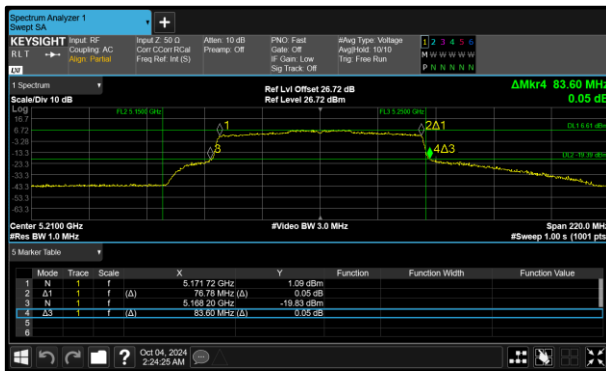 Spectrum Analyzer 1
Swept SA
KEYSIGHT Input: RF Input Z: 50 Ω Atten: 10 dB PNO: Fast #Avg Type: Voltage 1 2 3 4 5 6
RLT Coupling: AC Corr CCorr RCal Preamp: Off Gate: Off Avg|Hold: 10/10 M W W W W W
Align: Partial Freq Ref: Int (S) IF Gain: Low Trig: Free Run P N N N N N
LXI Sig Track: Off
1 Spectrum Ref Lvl Offset 26.72 dB ΔMkr4 83.60 MHz
Scale/Div 10 dB Ref Level 26.72 dBm 0.05 dB
Log
16.7 FL2 5.1500 GHz FL3 5.2500 GHz
6.72 1 2Δ1 DL1 6.61 dBm
-3.28
-13.3 3 4Δ3
-23.3 DL2 -19.39 dBm
-33.3
-43.3
-53.3
-63.3
Center 5.2100 GHz #Video BW 3.0 MHz Span 220.0 MHz
#Res BW 1.0 MHz #Sweep 1.00 s (1001 pts)
5 Marker Table
Mode Trace Scale X Y Function Function Width Function Value
1 N 1 f 5.171 72 GHz 1.09 dBm
2 Δ1 1 f (Δ) 76.78 MHz (Δ) 0.05 dB
3 N 1 f 5.168 20 GHz -19.83 dBm
4 Δ3 1 f (Δ) 83.60 MHz (Δ) 0.05 dB
5
6
Oct 04, 2024
2:24:25 AM